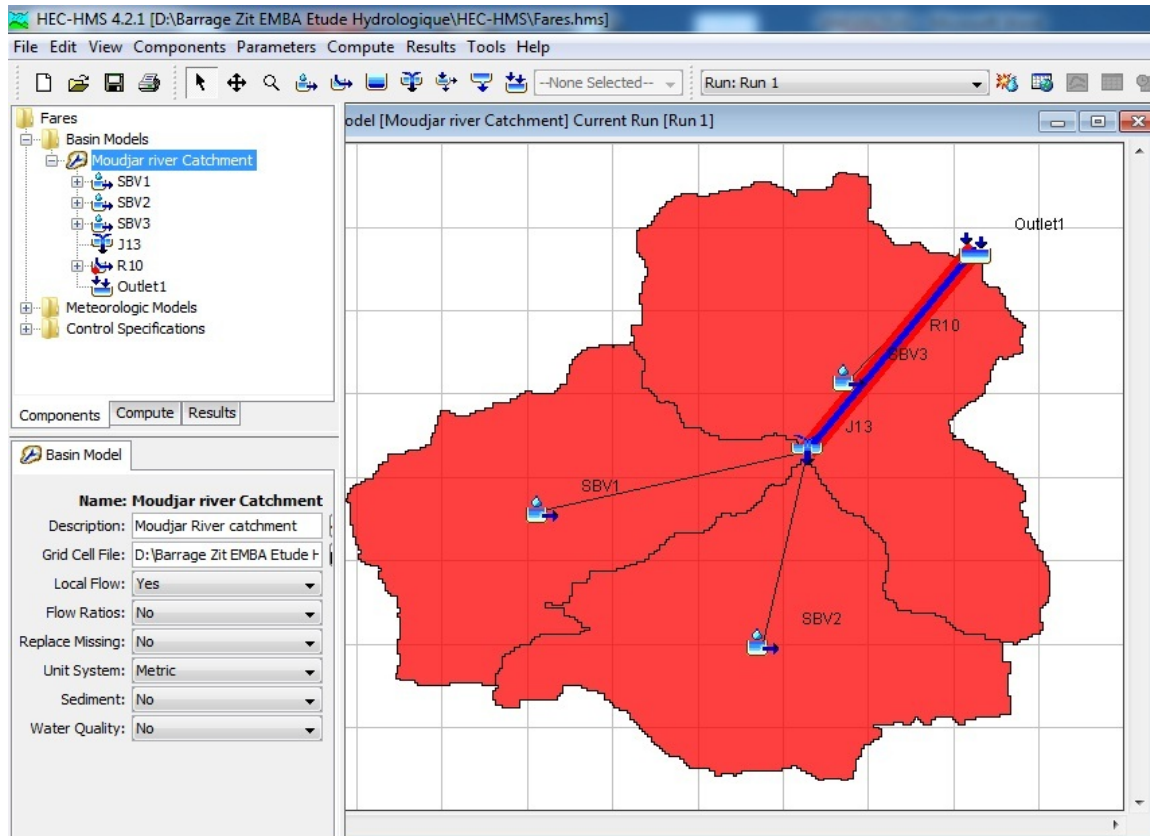 HEC-HMS 4.2.1 [D:\Barrage Zit EMBA Etude Hydrologique\HEC-HMS\Fares.hms]
File Edit View Components Parameters Compute Results Tools Help
--None Selected-- Run: Run 1
Fares
Basin Models
Moudjar river Catchment
SBV1
SBV2
SBV3
J13
R10
Outlet1
Meteorologic Models
Control Specifications
Components Compute Results
Basin Model
Name: Moudjar river Catchment
Description: Moudjar River catchment
Grid Cell File: D:\Barrage Zit EMBA Etude H
Local Flow: Yes
Flow Ratios: No
Replace Missing: No
Unit System: Metric
Sediment: No
Water Quality: No
odel [Moudjar river Catchment] Current Run [Run 1]
Outlet1
R10
SBV3
J13
SBV1
SBV2